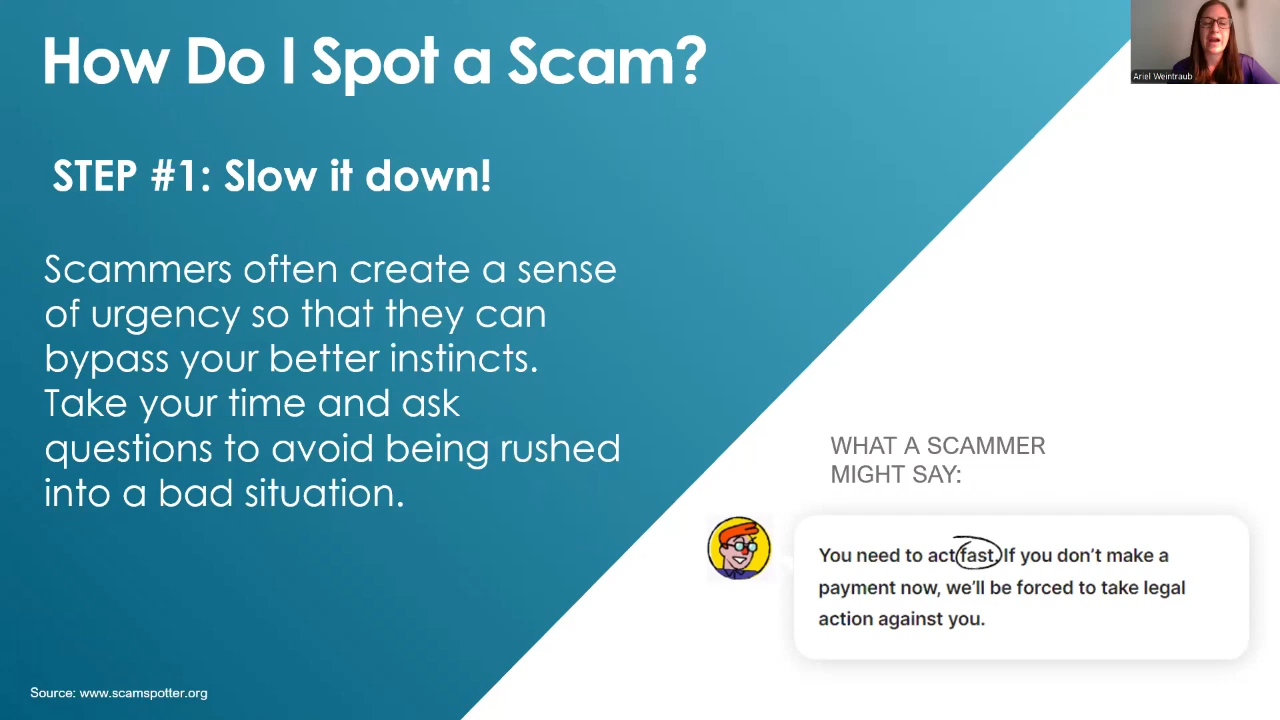 How Do I Spot a Scam?
Ariel Weintraub
STEP #1: Slow it down!
Scammers often create a sense
of urgency so that they can
bypass your better instincts.
Take your time and ask
questions to avoid being rushed
into a bad situation.
WHAT A SCAMMER
MIGHT SAY:
You need to act fast. If you don’t make a
payment now, we’ll be forced to take legal
action against you.
Source: www.scamspotter.org